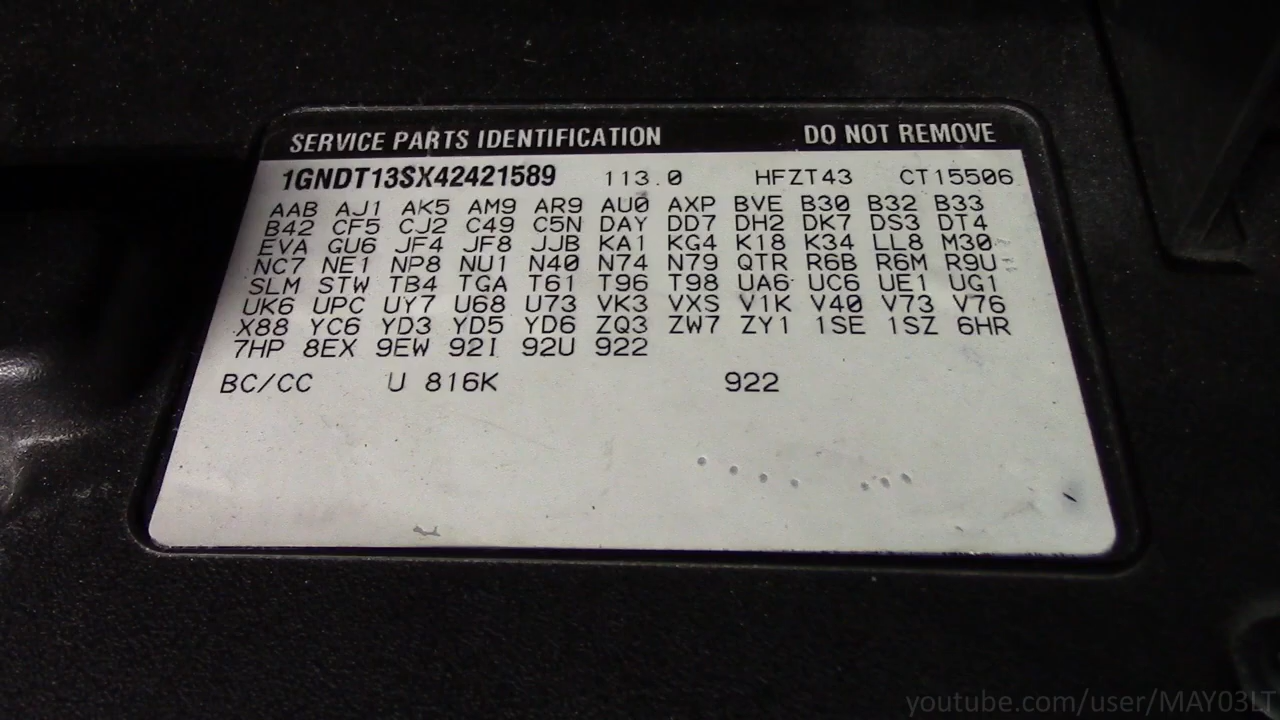 SERVICE PARTS IDENTIFICATION DO NOT REMOVE
1GNDT13SX42421589 113.0 HFZT43 CT15506
AAB AJ1 AK5 AM9 AR9 AU0 AXP BVE B30 B32 B33
B42 CF5 CJ2 C49 C5N DAY DD7 DH2 DK7 DS3 DT4
EVA GU6 JF4 JF8 JJB KA1 KG4 K18 K34 LL8 M30
NC7 NE1 NP8 NU1 N40 N74 N79 QTR R6B R6M R9U
SLM STW TB4 TGA T61 T96 T98 UA6 UC6 UE1 UG1
UK6 UPC UY7 U68 U73 VK3 VXS V1K V40 V73 V76
X88 YC6 YD3 YD5 YD6 ZQ3 ZW7 ZY1 1SE 1SZ 6HR
7HP 8EX 9EW 92I 92U 922
BC/CC U 816K 922
youtube.com/user/MAY03LT